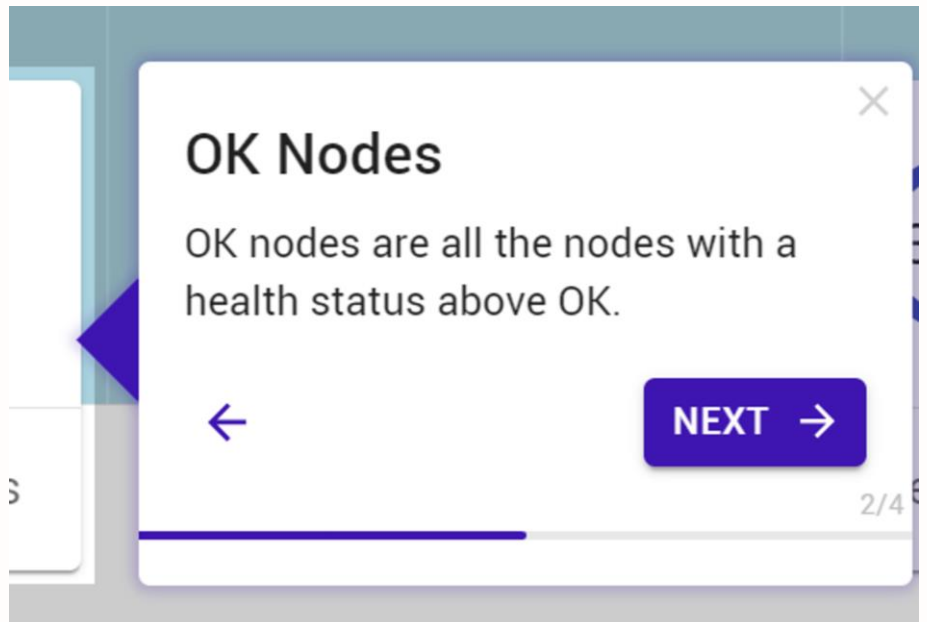 OK Nodes
OK nodes are all the nodes with a
health status above OK.
NEXT
2/4
s